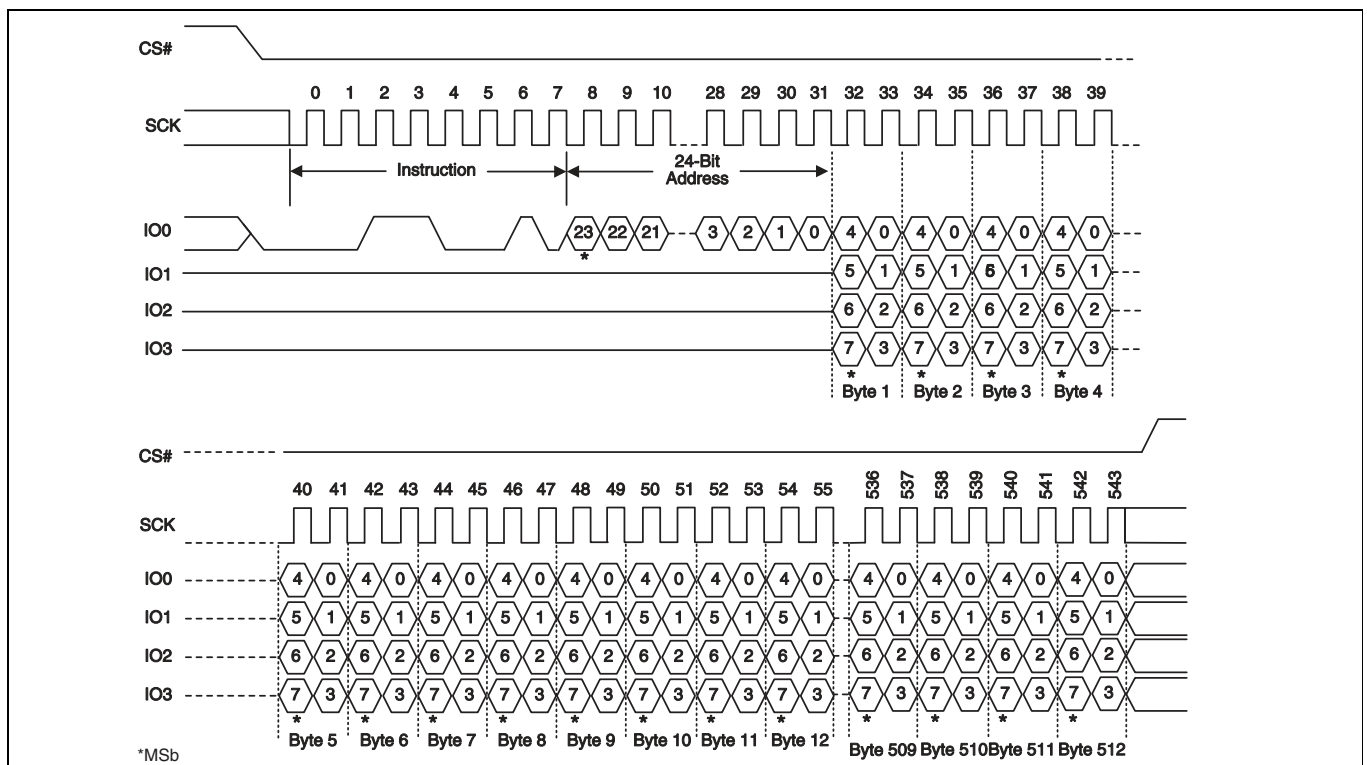 CS#
0 1 2 3 4 5 6 7 8 9 10 28 29 30 31 32 33 34 35 36 37 38 39
SCK
Instruction
24-Bit
Address
IO0 23 22 21 3 2 1 0 4 0 4 0 4 0 4 0
*
IO1 5 1 5 1 6 1 5 1
IO2 6 2 6 2 6 2 6 2
IO3 7 3 7 3 7 3 7 3
* * * *
Byte 1 Byte 2 Byte 3 Byte 4
CS#
40 41 42 43 44 45 46 47 48 49 50 51 52 53 54 55 536 537 538 539 540 541 542 543
SCK
IO0 4 0 4 0 4 0 4 0 4 0 4 0 4 0 4 0 4 0 4 0 4 0 4 0
IO1 5 1 5 1 5 1 5 1 5 1 5 1 5 1 5 1 5 1 5 1 5 1 5 1
IO2 6 2 6 2 6 2 6 2 6 2 6 2 6 2 6 2 6 2 6 2 6 2 6 2
IO3 7 3 7 3 7 3 7 3 7 3 7 3 7 3 7 3 7 3 7 3 7 3 7 3
* * * * * * * * * * * *
Byte 5 Byte 6 Byte 7 Byte 8 Byte 9 Byte 10 Byte 11 Byte 12 Byte 509 Byte 510 Byte 511 Byte 512
*MSb